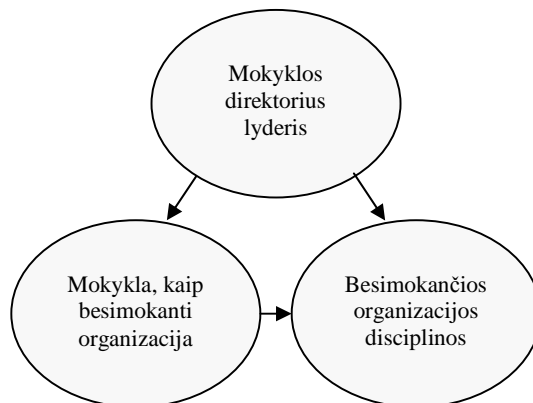 Mokyklos
direktorius
lyderis
Mokykla, kaip
besimokanti
organizacija
Besimokančios
organizacijos
disciplinos